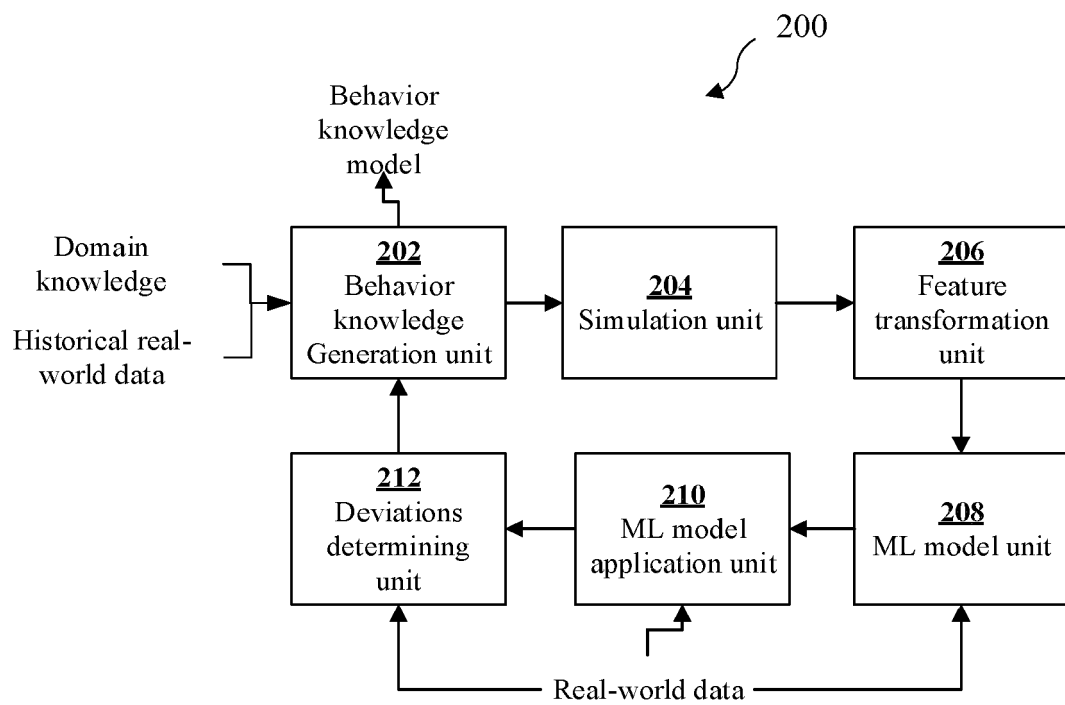 200
Behavior
knowledge
model
Domain
knowledge
Historical real-
world data
202
Behavior
knowledge
Generation unit
204
Simulation unit
206
Feature
transformation
unit
212
Deviations
determining
unit
210
ML model
application unit
208
ML model unit
Real-world data